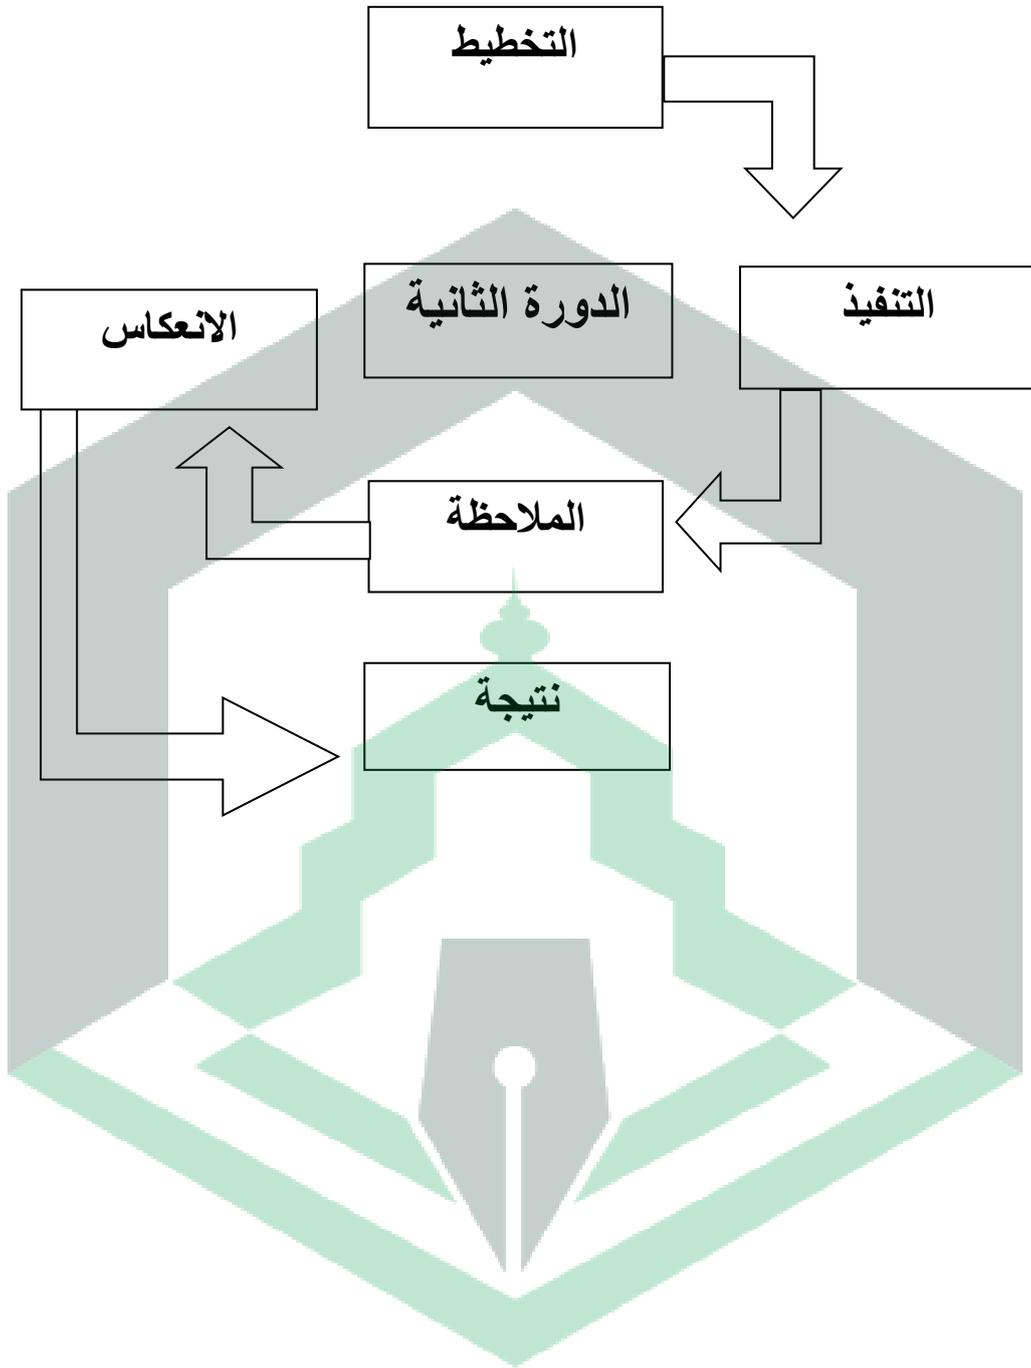 التخطيط
التنفيذ
الدورة الثانية
الانعكاس
الملاحظة
نتيجة